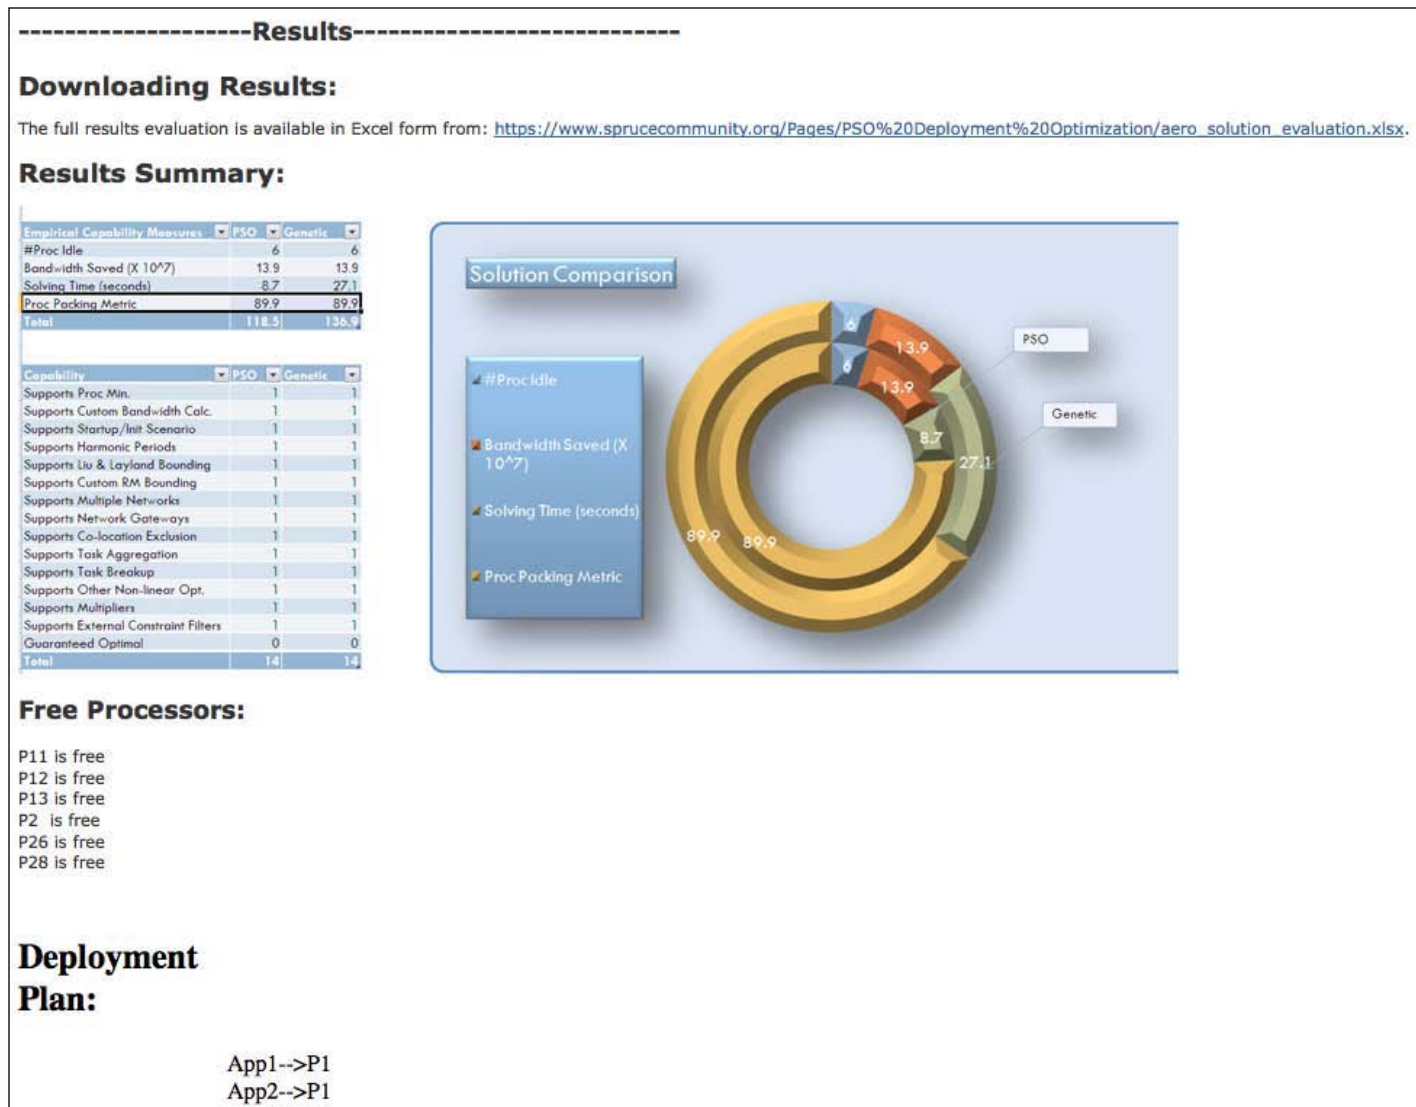 --------------------Results----------------------------
Downloading Results:
The full results evaluation is available in Excel form from: https://www.sprucecommunity.org/Pages/PSO%20Deployment%20Optimization/aero_solution_evaluation.xlsx.
Results Summary:
Empirical Capability Measures PSO Genetic
#Proc Idle 6 6
Bandwidth Saved (X 10^7) 13.9 13.9
Solving Time (seconds) 8.7 27.1
Proc Packing Metric 89.9 89.9
Total 118.5 136.9
Capability PSO Genetic
Supports Proc Min. 1 1
Supports Custom Bandwidth Calc. 1 1
Supports Startup/Init Scenario 1 1
Supports Harmonic Periods 1 1
Supports Liu & Layland Bounding 1 1
Supports Custom RM Bounding 1 1
Supports Multiple Networks 1 1
Supports Network Gateways 1 1
Supports Co-location Exclusion 1 1
Supports Task Aggregation 1 1
Supports Task Breakup 1 1
Supports Other Non-linear Opt. 1 1
Supports Multipliers 1 1
Supports External Constraint Filters 1 1
Guaranteed Optimal 0 0
Total 14 14
Solution Comparison
#Proc Idle
Bandwidth Saved (X
10^7)
Solving Time (seconds)
Proc Packing Metric
6
13.9
6
13.9
8.7
27.1
89.9
89.9
PSO
Genetic
Free Processors:
P11 is free
P12 is free
P13 is free
P2 is free
P26 is free
P28 is free
Deployment
Plan:
App1-->P1
App2-->P1